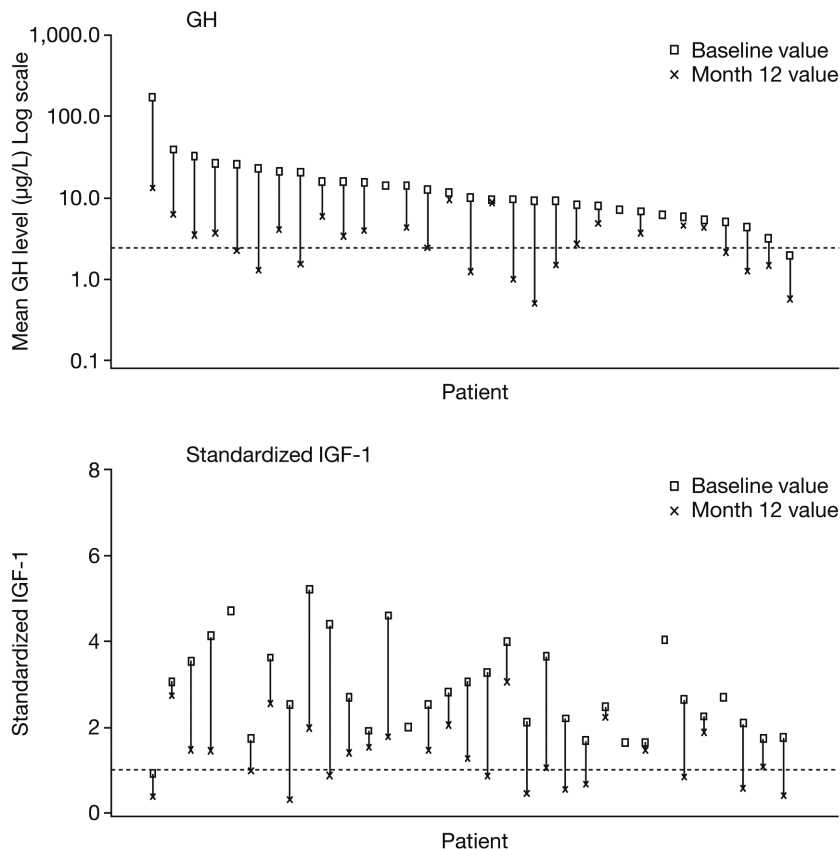 GH
1,000.0
100.0
10.0
1.0
0.1
Mean GH level (µg/L) Log scale
Baseline value
Month 12 value
Patient
Standardized IGF-1
8
6
4
2
0
Standardized IGF-1
Baseline value
Month 12 value
Patient